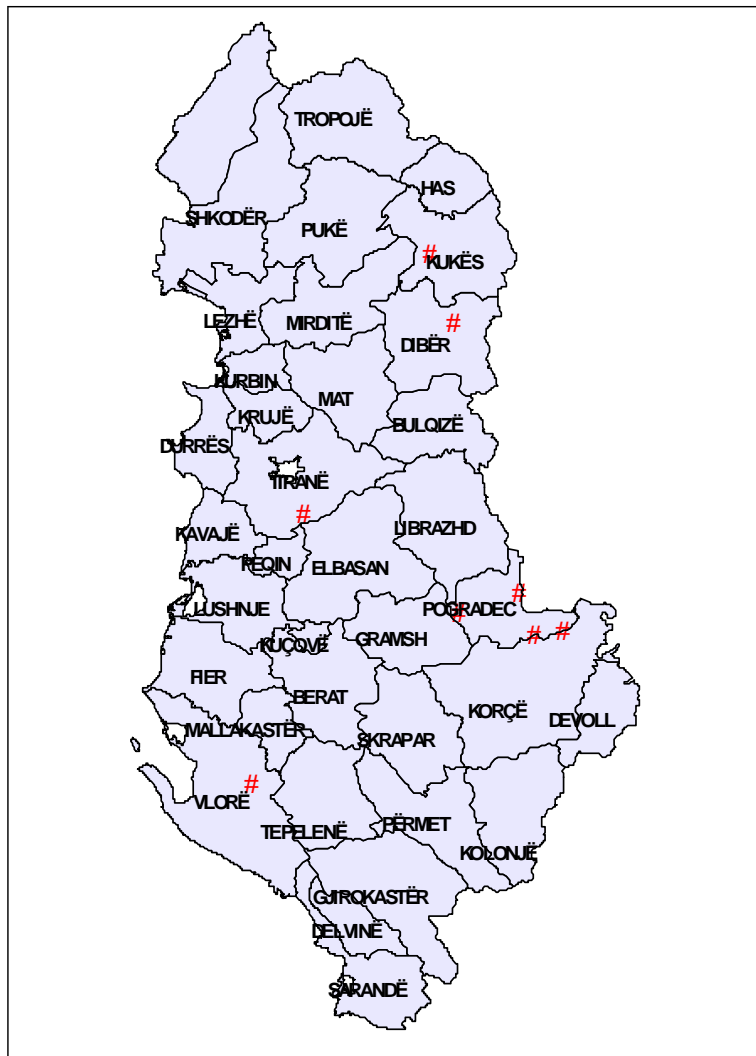 TROPOJË
HAS
SHKODËR
PUKË
#
KUKËS
LEZHË
MIRDITË
#
DIBËR
KURBIN
MAT
KRUJË
BULQIZË
DURRËS
TIRANË
#
KAVAJË
LIBRAZHD
PEQIN
ELBASAN
#
LUSHNJE
POGRADEC
#
KUÇOVË
GRAMSH
#
#
FIER
BERAT
KORÇË
DEVOLL
MALLAKASTËR
SKRAPAR
#
VLORË
TEPELENË
PËRMET
KOLONJË
GJIROKASTËR
DELVINË
SARANDË